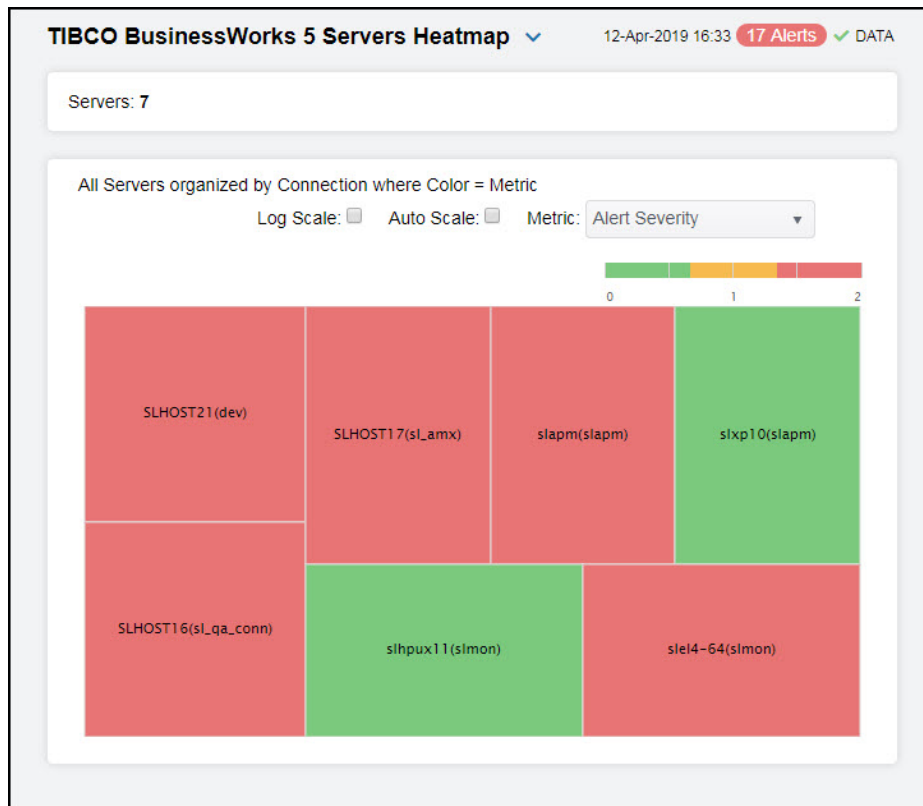 TIBCO BusinessWorks 5 Servers Heatmap 12-Apr-2019 16:33 17 Alerts DATA
Servers: 7
All Servers organized by Connection where Color = Metric
Log Scale: Auto Scale: Metric: Alert Severity
0 1 2
SLHOST21(dev)
SLHOST17(sl_amx) slapm(slapm) slxp10(slapm)
SLHOST16(sl_qa_conn)
slhpux11(slmon) slel4-64(slmon)